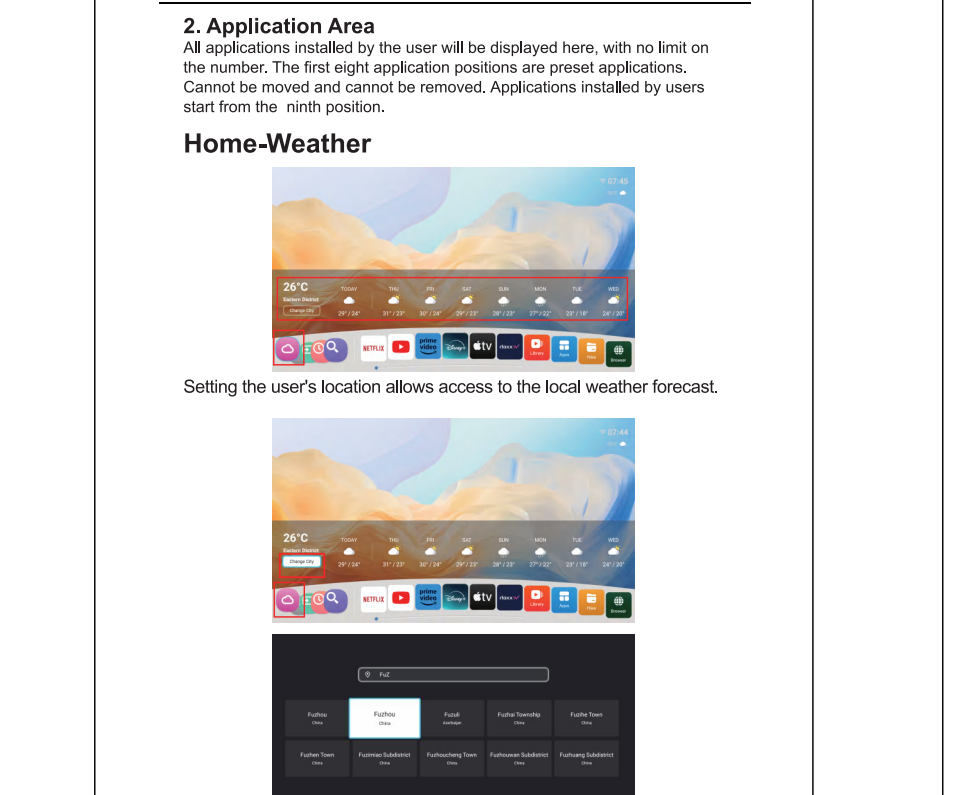 2. Application Area
All applications installed by the user will be displayed here, with no limit on
the number. The first eight application positions are preset applications.
Cannot be moved and cannot be removed. Applications installed by users
start from the ninth position.
Home-Weather
07:45
26°C
Eastern District
Change City
TODAY THU FRI SAT SUN MON TUE WED
29° / 24° 31° / 23° 30° / 24° 29° / 23° 28° / 23° 27° / 22° 23° / 18° 24° / 20°
NETFLIX prime video Disney+ tv rlaxx tv Library Apps Files Browser
Setting the user's location allows access to the local weather forecast.
07:44
26°C
Eastern District
Change City
TODAY THU FRI SAT SUN MON TUE WED
29° / 24° 31° / 23° 30° / 24° 29° / 23° 28° / 23° 27° / 22° 23° / 18° 24° / 20°
NETFLIX prime video Disney+ tv rlaxx tv Library Apps Files Browser
FuZ
Fuzhou Fuzhou Fuzuli Fuzhai Township Fuzihe Town
China China Azerbaijan China China
Fuzhen Town Fuzimiao Subdistrict Fuzhoucheng Town Fuzhouwan Subdistrict Fuzhuang Subdistrict
China China China China China